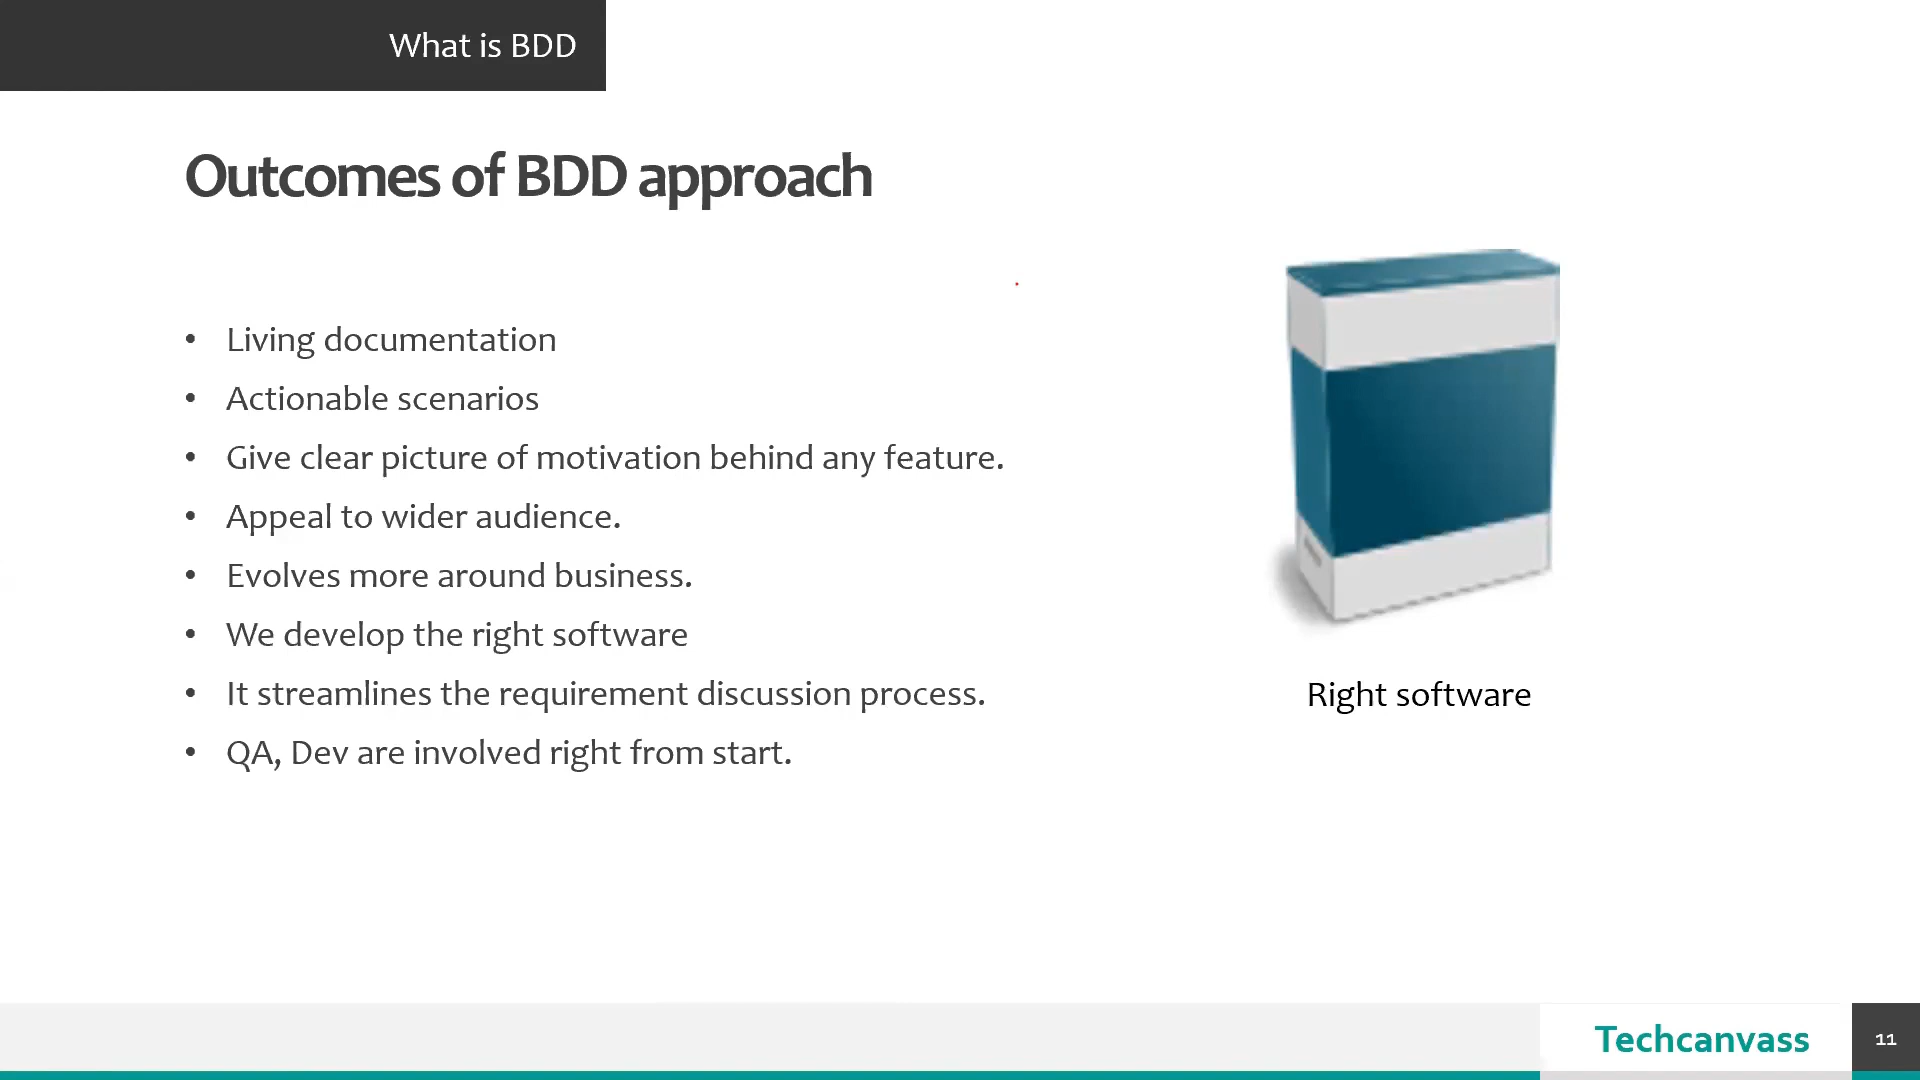 What is BDD
Outcomes of BDD approach
• Living documentation
• Actionable scenarios
• Give clear picture of motivation behind any feature.
• Appeal to wider audience.
• Evolves more around business.
• We develop the right software
• It streamlines the requirement discussion process.
• QA, Dev are involved right from start.
Right software
Techcanvass
11